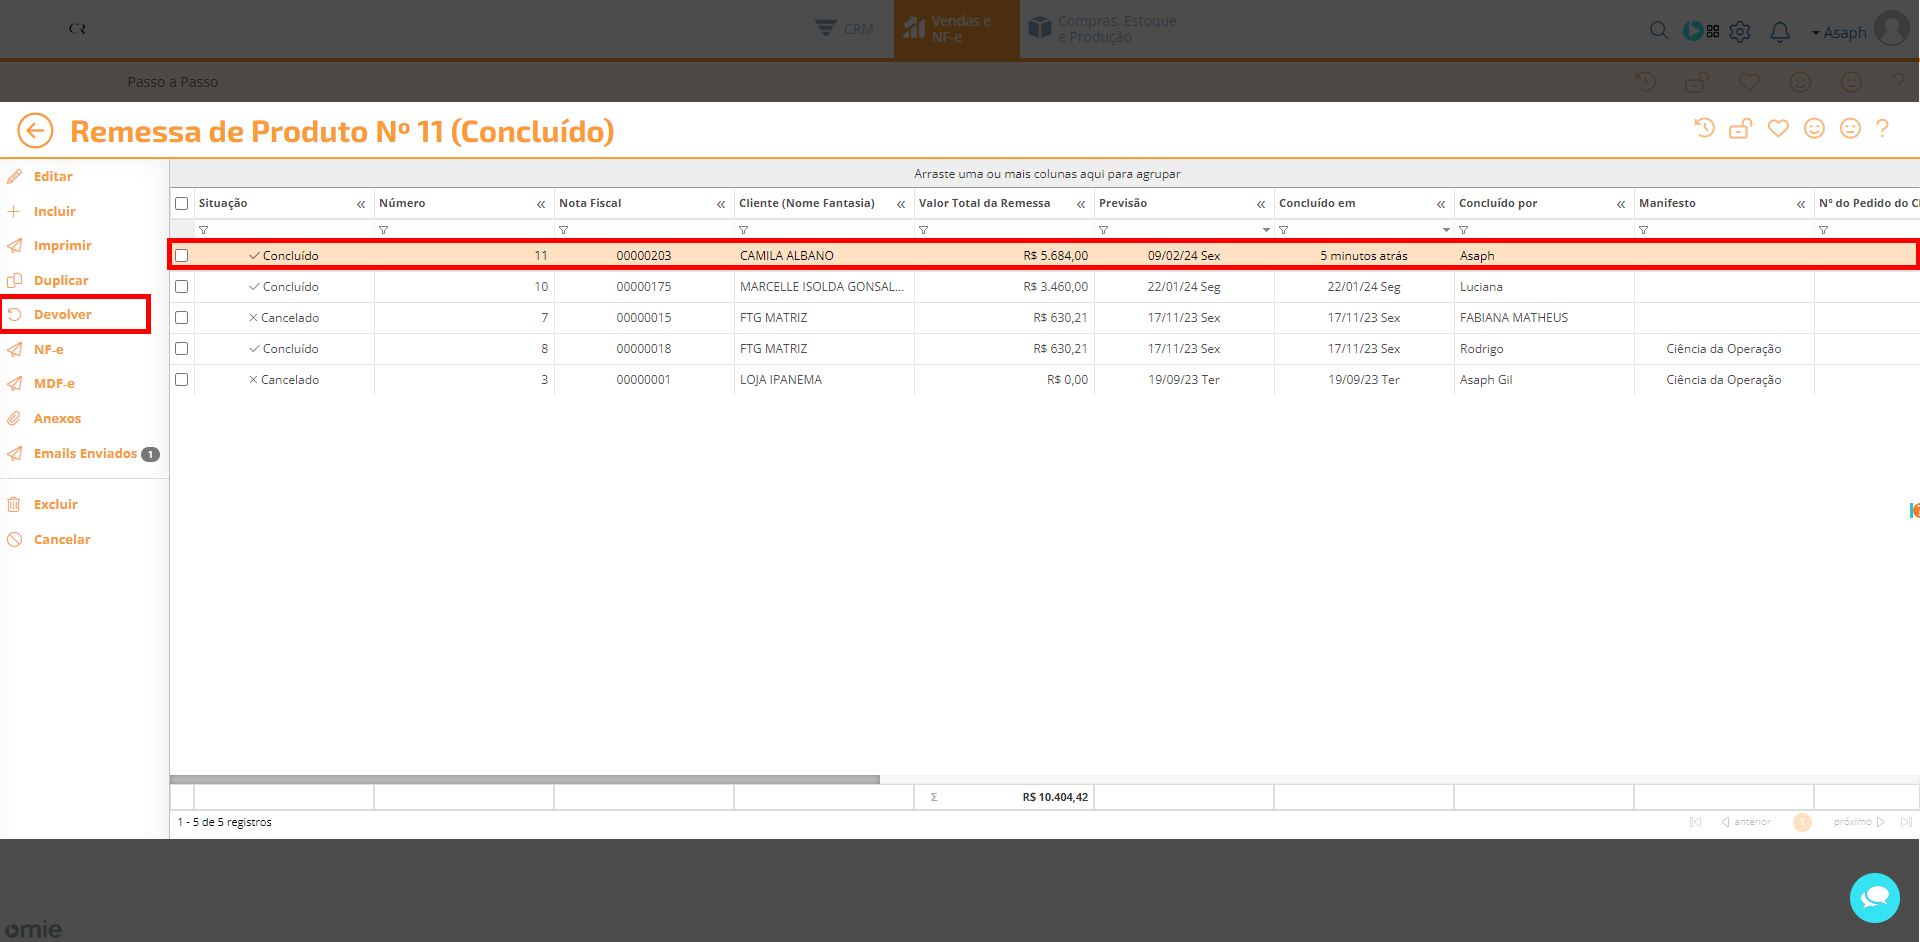 CR
CRM
Vendas e
NF-e
Compras, Estoque
e Produção
Asaph
Passo a Passo
Remessa de Produto Nº 11 (Concluído)
Editar
Incluir
Imprimir
Duplicar
Devolver
NF-e
MDF-e
Anexos
Emails Enviados 1
Excluir
Cancelar
Arraste uma ou mais colunas aqui para agrupar
Situação Número Nota Fiscal Cliente (Nome Fantasia) Valor Total da Remessa Previsão Concluído em Concluído por Manifesto Nº do Pedido do Cl
Concluído 11 00000203 CAMILA ALBANO R$ 5.684,00 09/02/24 Sex 5 minutos atrás Asaph
Concluído 10 00000175 MARCELLE ISOLDA GONSAL... R$ 3.460,00 22/01/24 Seg 22/01/24 Seg Luciana
Cancelado 7 00000015 FTG MATRIZ R$ 630,21 17/11/23 Sex 17/11/23 Sex FABIANA MATHEUS
Concluído 8 00000018 FTG MATRIZ R$ 630,21 17/11/23 Sex 17/11/23 Sex Rodrigo Ciência da Operação
Cancelado 3 00000001 LOJA IPANEMA R$ 0,00 19/09/23 Ter 19/09/23 Ter Asaph Gil Ciência da Operação
Σ R$ 10.404,42
1 - 5 de 5 registros
anterior 1 próximo
omie